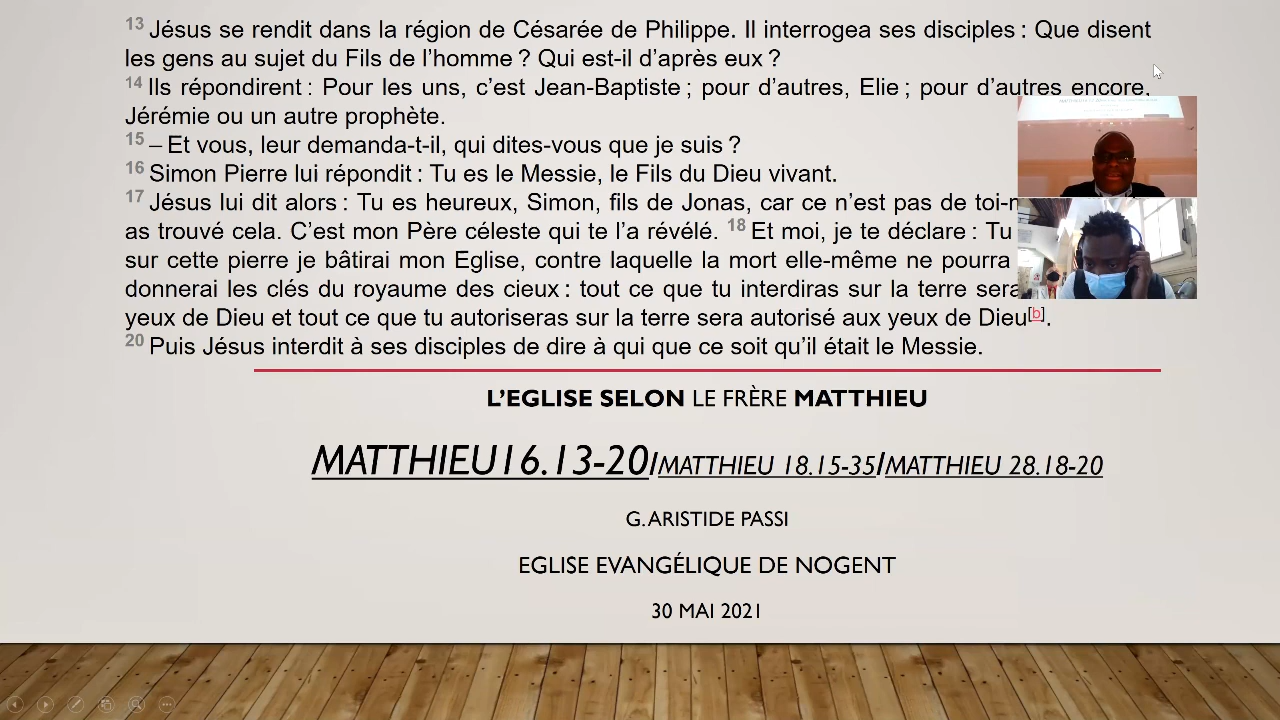 13 Jésus se rendit dans la région de Césarée de Philippe. Il interrogea ses disciples : Que disent
les gens au sujet du Fils de l’homme ? Qui est-il d’après eux ?
14 Ils répondirent : Pour les uns, c’est Jean-Baptiste ; pour d’autres, Elie ; pour d’autres encore,
Jérémie ou un autre prophète.
15 – Et vous, leur demanda-t-il, qui dites-vous que je suis ?
16 Simon Pierre lui répondit : Tu es le Messie, le Fils du Dieu vivant.
17 Jésus lui dit alors : Tu es heureux, Simon, fils de Jonas, car ce n’est pas de toi-
as trouvé cela. C’est mon Père céleste qui te l’a révélé. 18 Et moi, je te déclare : Tu
sur cette pierre je bâtirai mon Eglise, contre laquelle la mort elle-même ne pourra
donnerai les clés du royaume des cieux : tout ce que tu interdiras sur la terre sera
yeux de Dieu et tout ce que tu autoriseras sur la terre sera autorisé aux yeux de Dieu[b].
20 Puis Jésus interdit à ses disciples de dire à qui que ce soit qu’il était le Messie.
L’EGLISE SELON LE FRÈRE MATTHIEU
MATTHIEU16.13-20/MATTHIEU 18.15-35/MATTHIEU 28.18-20
G. ARISTIDE PASSI
EGLISE EVANGÉLIQUE DE NOGENT
30 MAI 2021